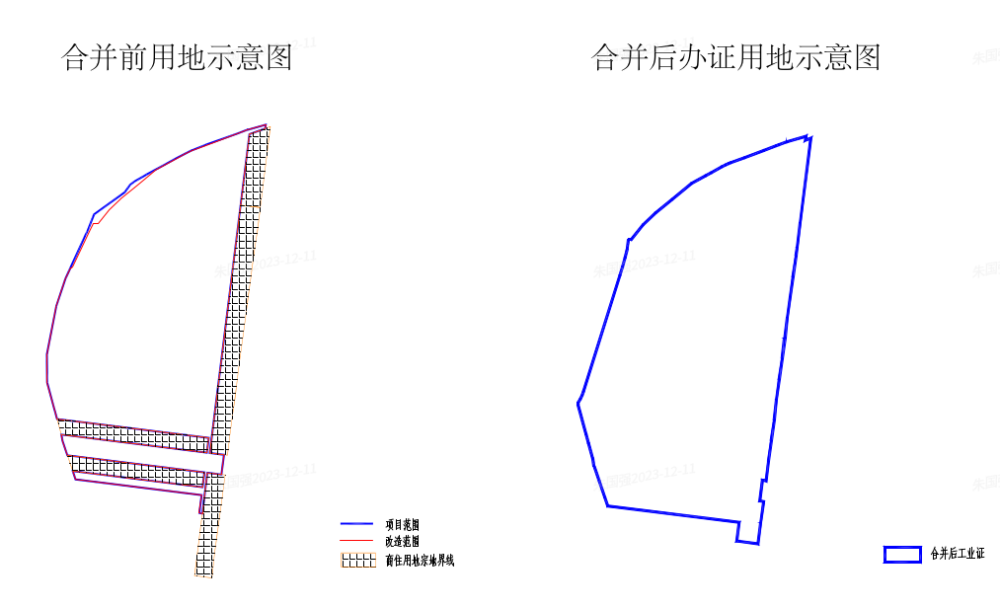 合并前用地示意图
合并后办证用地示意图
项目范围
改造范围
商住用地宗地界线
合并后工业证